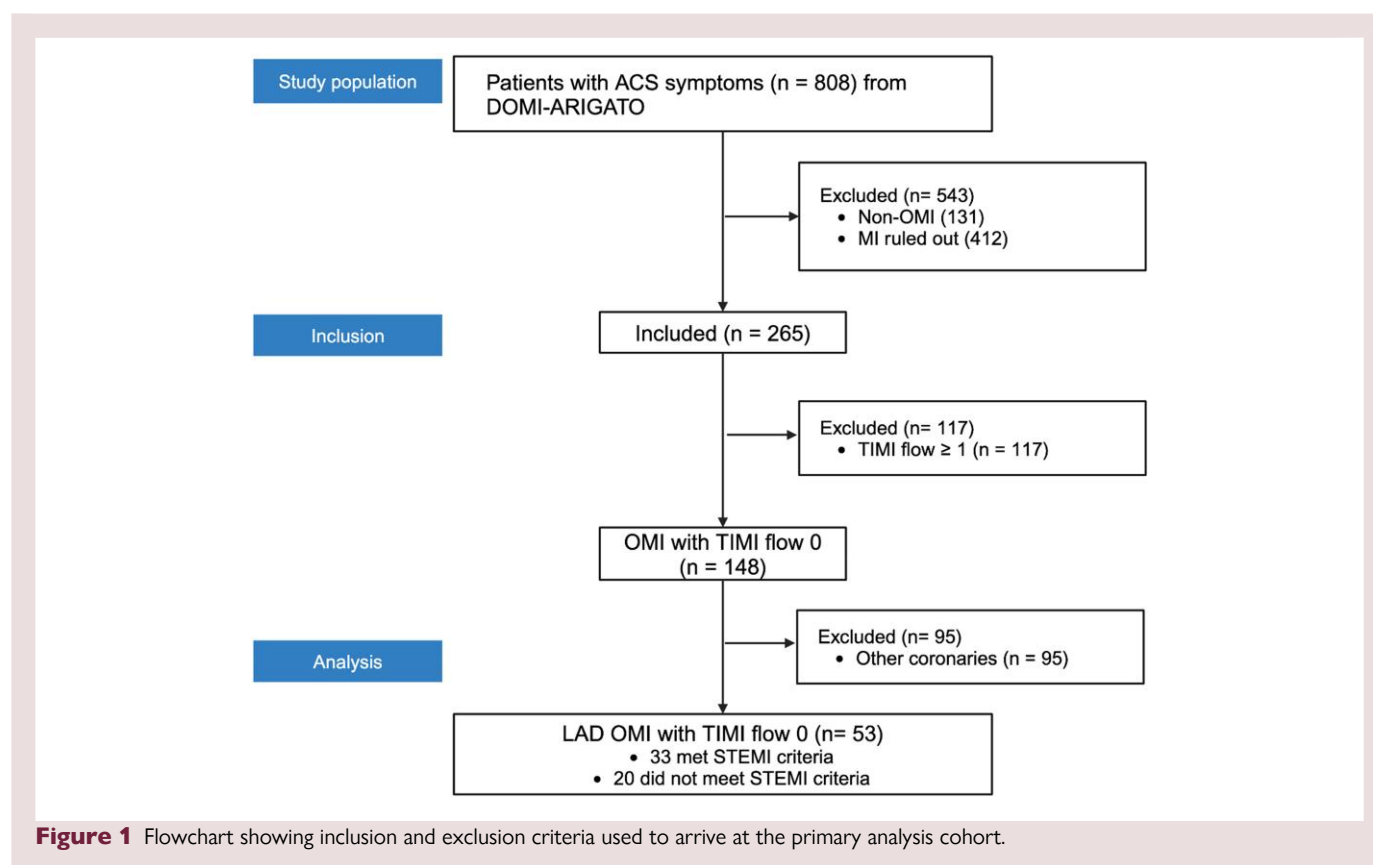 Study population
Patients with ACS symptoms (n = 808) from
DOMI-ARIGATO
Excluded (n= 543)
• Non-OMI (131)
• MI ruled out (412)
Inclusion
Included (n = 265)
Excluded (n= 117)
• TIMI flow ≥ 1 (n = 117)
OMI with TIMI flow 0
(n = 148)
Excluded (n= 95)
• Other coronaries (n = 95)
Analysis
LAD OMI with TIMI flow 0 (n= 53)
• 33 met STEMI criteria
• 20 did not meet STEMI criteria
Figure 1 Flowchart showing inclusion and exclusion criteria used to arrive at the primary analysis cohort.